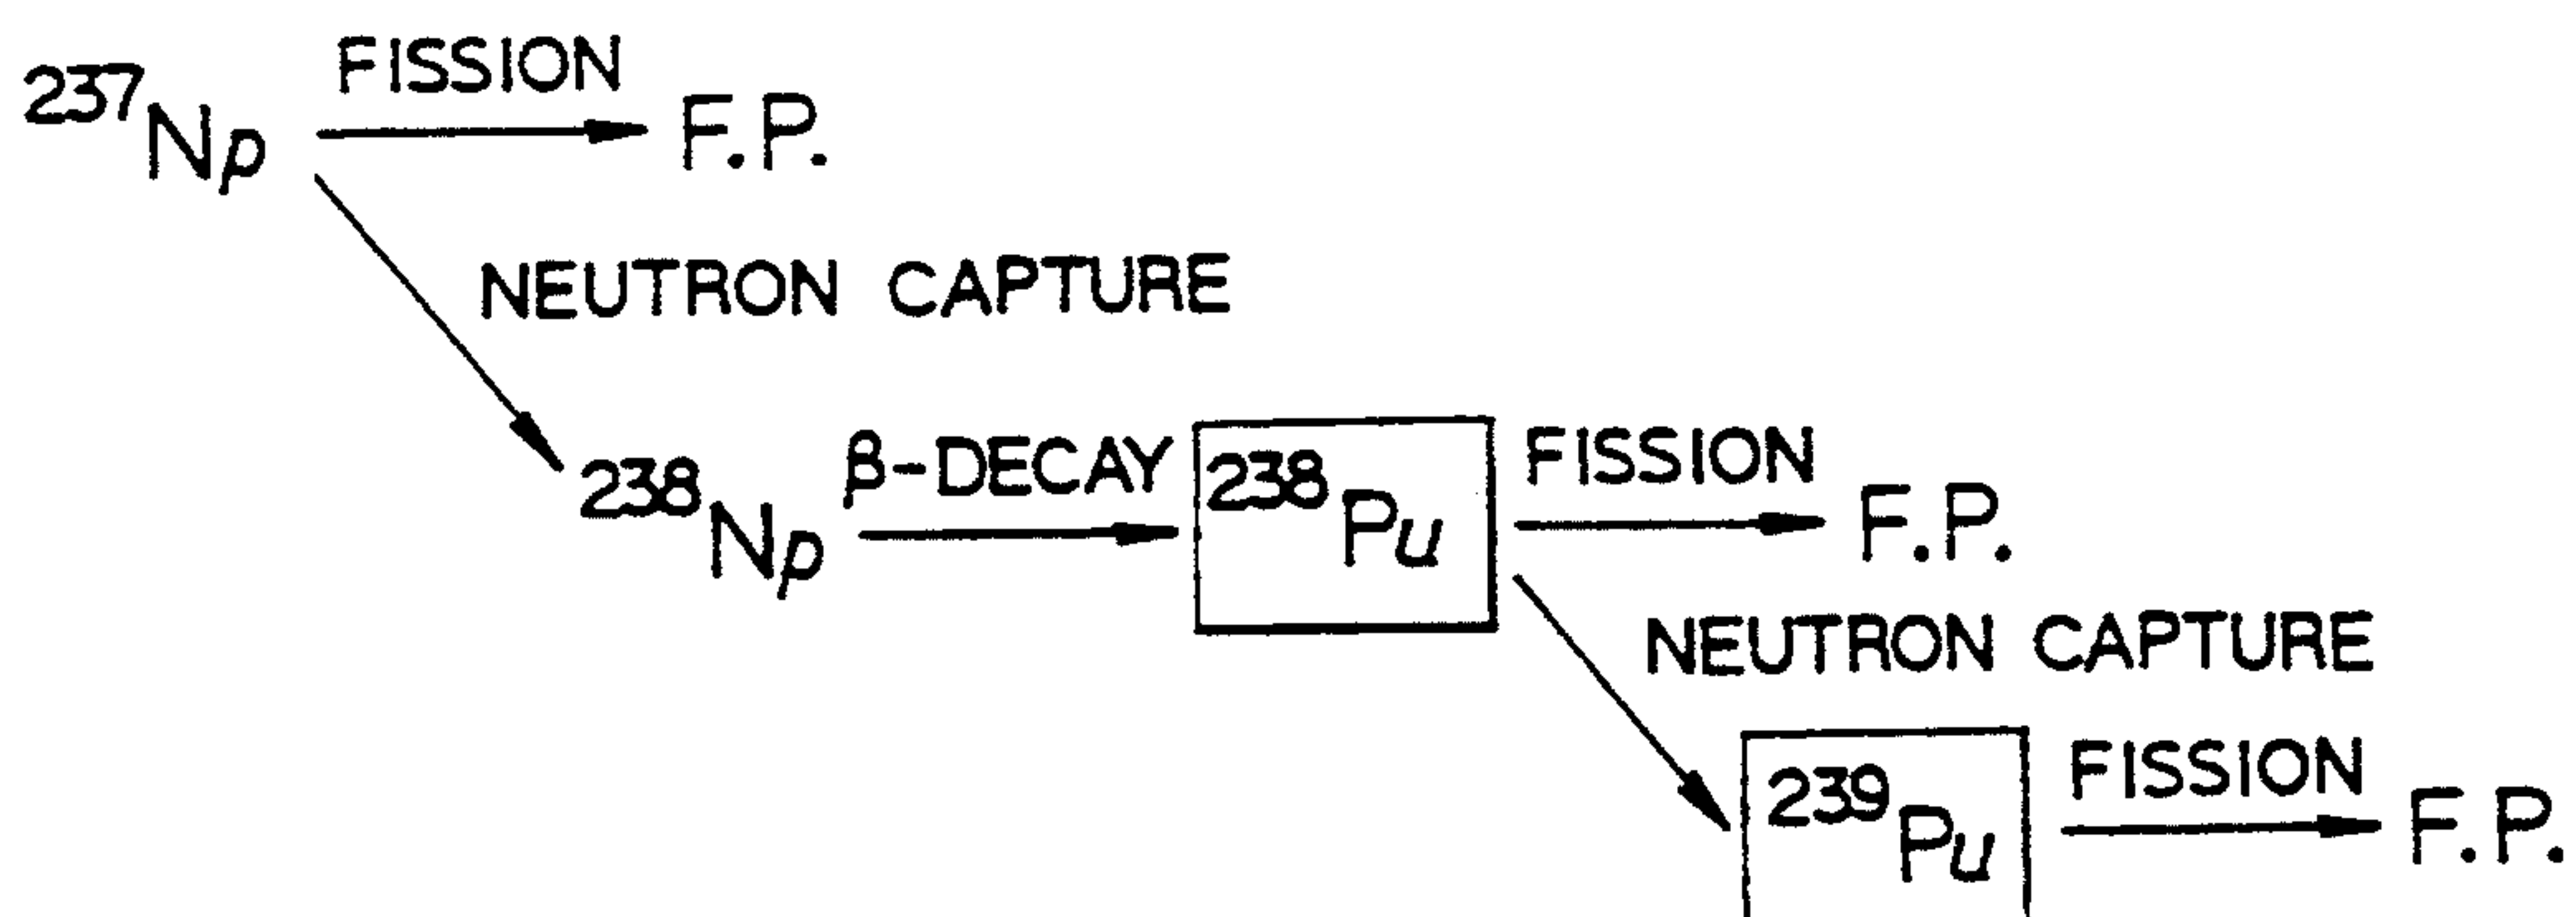 FISSION
²³⁷Np F.P.
NEUTRON CAPTURE
²³⁸Np β-DECAY ²³⁸Pu FISSION F.P.
NEUTRON CAPTURE
²³⁹Pu FISSION F.P.